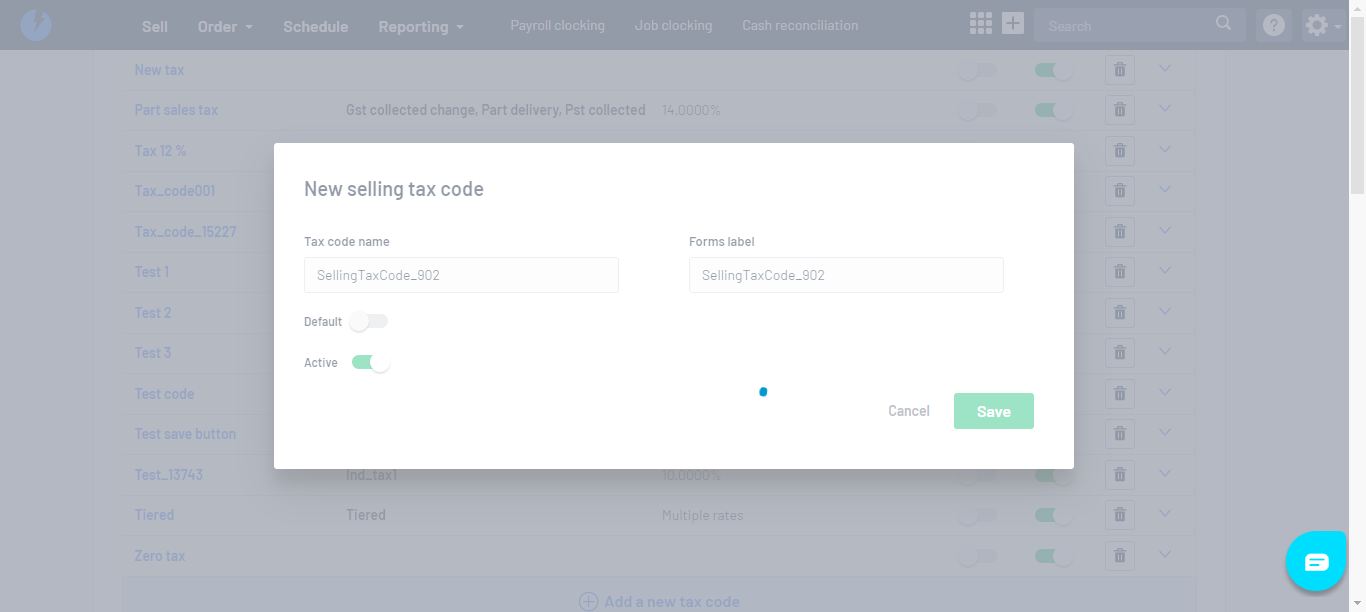 Sell Order Schedule Reporting Payroll clocking Job clocking Cash reconciliation Search
New tax
Part sales tax Gst collected change, Part delivery, Pst collected 14.0000%
Tax 12 %
Tax_code001
Tax_code_15227
Test 1
Test 2
Test 3
Test code
Test save button
Test_13743 Ind_tax1 10.0000%
Tiered Tiered Multiple rates
Zero tax
Add a new tax code
New selling tax code
Tax code name Forms label
SellingTaxCode_902 SellingTaxCode_902
Default
Active
Cancel Save